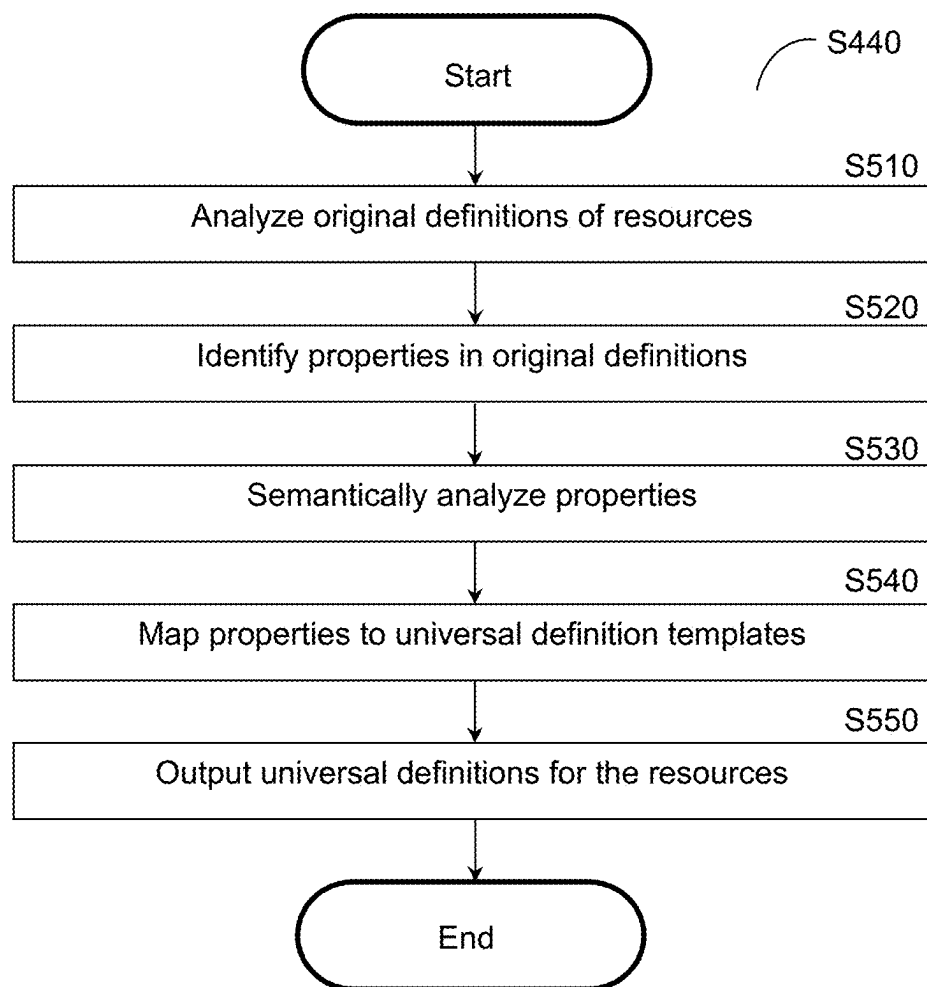 S440
Start
S510
Analyze original definitions of resources
S520
Identify properties in original definitions
S530
Semantically analyze properties
S540
Map properties to universal definition templates
S550
Output universal definitions for the resources
End